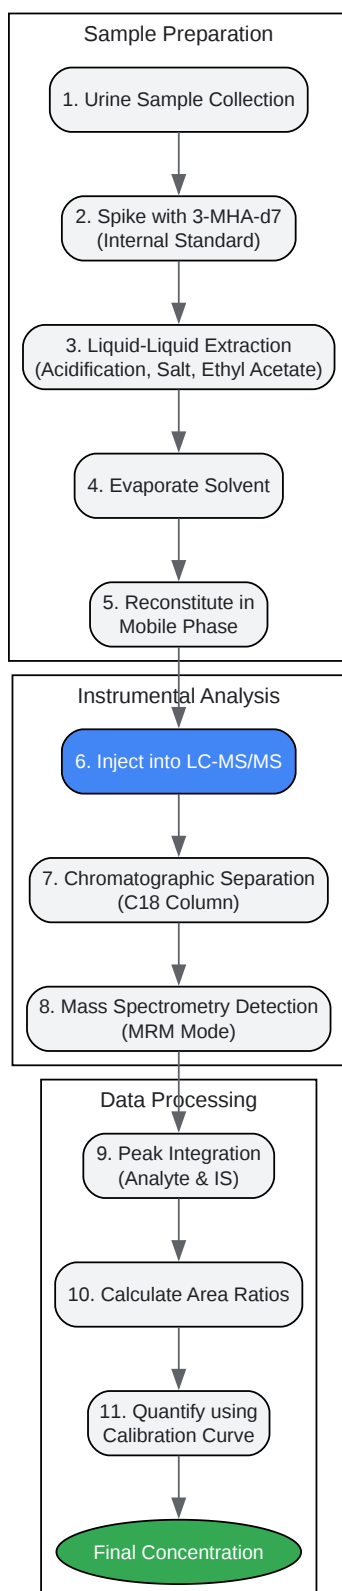 Sample Preparation
1. Urine Sample Collection
2. Spike with 3-MHA-d7
(Internal Standard)
3. Liquid-Liquid Extraction
(Acidification, Salt, Ethyl Acetate)
4. Evaporate Solvent
5. Reconstitute in
Mobile Phase
Instrumental Analysis
6. Inject into LC-MS/MS
7. Chromatographic Separation
(C18 Column)
8. Mass Spectrometry Detection
(MRM Mode)
Data Processing
9. Peak Integration
(Analyte & IS)
10. Calculate Area Ratios
11. Quantify using
Calibration Curve
Final Concentration